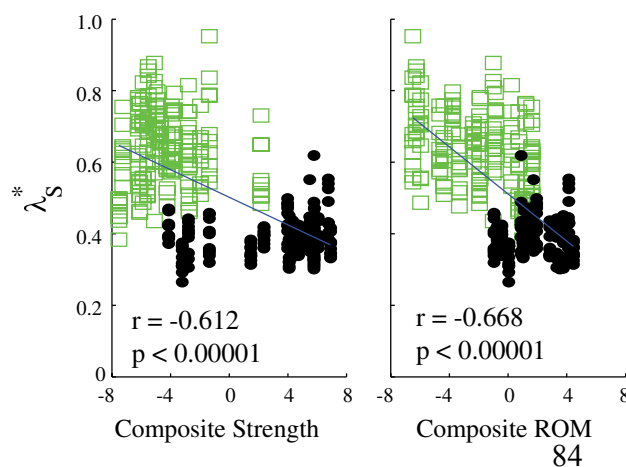 1.0
0.8
0.6
0.4
0.2
0
λ*S
r = -0.612
p < 0.00001
-8 -4 0 4 8
Composite Strength
r = -0.668
p < 0.00001
-8 -4 0 4 8
Composite ROM
84